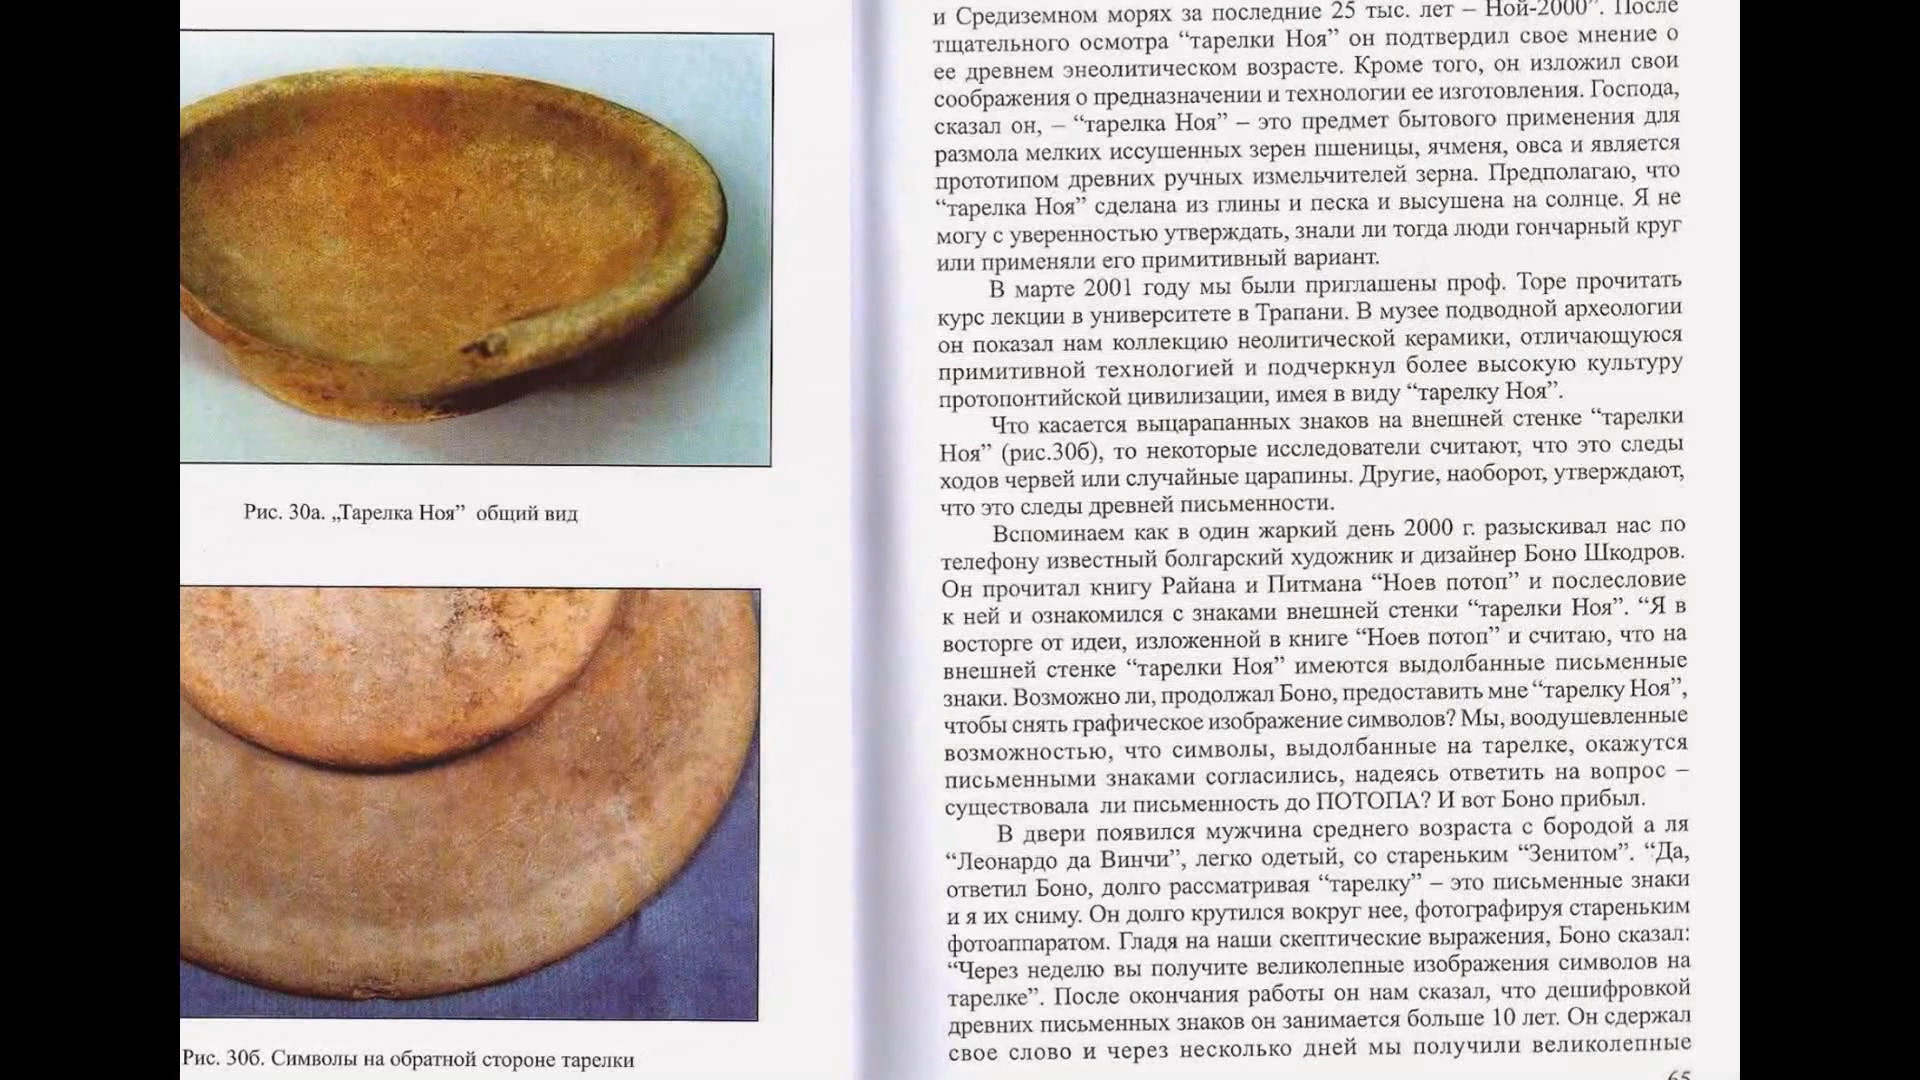 Рис. 30а. „Тарелка Ноя” общий вид
Рис. 30б. Символы на обратной стороне тарелки
и Средиземном морях за последние 25 тыс. лет – Ной-2000”. После
тщательного осмотра “тарелки Ноя” он подтвердил свое мнение о
ее древнем энеолитическом возрасте. Кроме того, он изложил свои
соображения о предназначении и технологии ее изготовления. Господа,
сказал он, – “тарелка Ноя” – это предмет бытового применения для
размола мелких иссушенных зерен пшеницы, ячменя, овса и является
прототипом древних ручных измельчителей зерна. Предполагаю, что
“тарелка Ноя” сделана из глины и песка и высушена на солнце. Я не
могу с уверенностью утверждать, знали ли тогда люди гончарный круг
или применяли его примитивный вариант.
В марте 2001 году мы были приглашены проф. Торе прочитать
курс лекции в университете в Трапани. В музее подводной археологии
он показал нам коллекцию неолитической керамики, отличающуюся
примитивной технологией и подчеркнул более высокую культуру
протопонтийской цивилизации, имея в виду “тарелку Ноя”.
Что касается выцарапанных знаков на внешней стенке “тарелки
Ноя” (рис.30б), то некоторые исследователи считают, что это следы
ходов червей или случайные царапины. Другие, наоборот, утверждают,
что это следы древней письменности.
Вспоминаем как в один жаркий день 2000 г. разыскивал нас по
телефону известный болгарский художник и дизайнер Боно Шкодров.
Он прочитал книгу Райана и Питмана “Ноев потоп” и послесловие
к ней и ознакомился с знаками внешней стенки “тарелки Ноя”. “Я в
восторге от идеи, изложенной в книге “Ноев потоп” и считаю, что на
внешней стенке “тарелки Ноя” имеются выдолбанные письменные
знаки. Возможно ли, продолжал Боно, предоставить мне “тарелку Ноя”,
чтобы снять графическое изображение символов? Мы, воодушевленные
возможностью, что символы, выдолбанные на тарелке, окажутся
письменными знаками согласились, надеясь ответить на вопрос –
существовала ли письменность до ПОТОПА? И вот Боно прибыл.
В двери появился мужчина среднего возраста с бородой а ля
“Леонардо да Винчи”, легко одетый, со стареньким “Зенитом”. “Да,
ответил Боно, долго рассматривая “тарелку” – это письменные знаки
и я их сниму. Он долго крутился вокруг нее, фотографируя стареньким
фотоаппаратом. Гладя на наши скептические выражения, Боно сказал:
“Через неделю вы получите великолепные изображения символов на
тарелке”. После окончания работы он нам сказал, что дешифровкой
древних письменных знаков он занимается больше 10 лет. Он сдержал
свое слово и через несколько дней мы получили великолепные
65